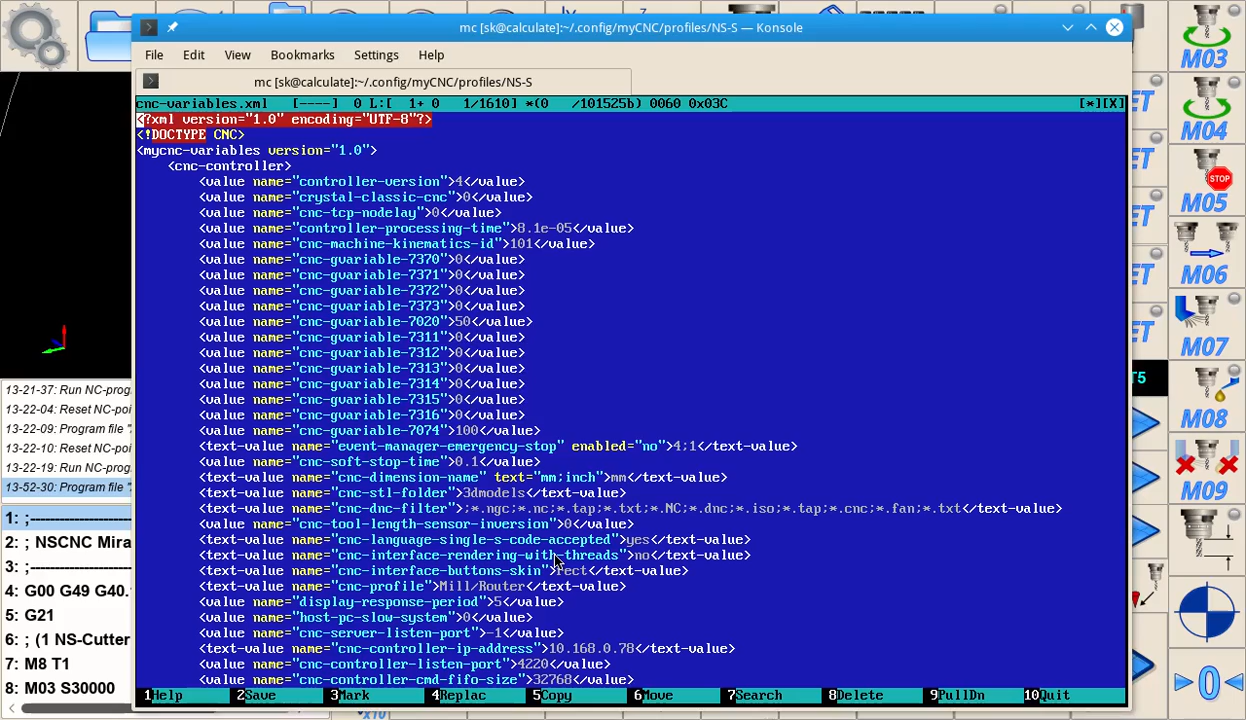 mc [sk@calculate]:~/.config/myCNC/profiles/NS-S — Konsole
File Edit View Bookmarks Settings Help
mc [sk@calculate]:~/.config/myCNC/profiles/NS-S
cnc-variables.xml [----] 0 L:[ 1+ 0 1/1610] *(0 /101525b) 0060 0x03C [*][X]
<?xml version="1.0" encoding="UTF-8"?>
<!DOCTYPE CNC>
<mycnc-variables version="1.0">
<cnc-controller>
<value name="controller-version">4</value>
<value name="crystal-classic-cnc">0</value>
<value name="cnc-tcp-nodelay">0</value>
<value name="controller-processing-time">8.1e-05</value>
<value name="cnc-machine-kinematics-id">101</value>
<value name="cnc-gvariable-7370">0</value>
<value name="cnc-gvariable-7371">0</value>
<value name="cnc-gvariable-7372">0</value>
<value name="cnc-gvariable-7373">0</value>
<value name="cnc-gvariable-7020">50</value>
<value name="cnc-gvariable-7311">0</value>
<value name="cnc-gvariable-7312">0</value>
<value name="cnc-gvariable-7313">0</value>
<value name="cnc-gvariable-7314">0</value>
<value name="cnc-gvariable-7315">0</value>
<value name="cnc-gvariable-7316">0</value>
<value name="cnc-gvariable-7074">100</value>
<text-value name="event-manager-emergency-stop" enabled="no">4;1</text-value>
<value name="cnc-soft-stop-time">0.1</value>
<text-value name="cnc-dimension-name" text="mm;inch">mm</text-value>
<text-value name="cnc-stl-folder">3dmodels</text-value>
<text-value name="cnc-dnc-filter">;*.ngc;*.nc;*.tap;*.txt;*.NC;*.dnc;*.iso;*.tap;*.cnc;*.fan;*.txt</text-value>
<value name="cnc-tool-length-sensor-inversion">0</value>
<text-value name="cnc-language-single-s-code-accepted">yes</text-value>
<text-value name="cnc-interface-rendering-with-threads">no</text-value>
<text-value name="cnc-interface-buttons-skin">rect</text-value>
<text-value name="cnc-profile">Mill/Router</text-value>
<value name="display-response-period">5</value>
<value name="host-pc-slow-system">0</value>
<value name="cnc-server-listen-port">-1</value>
<text-value name="cnc-controller-ip-address">10.168.0.78</text-value>
<value name="cnc-controller-listen-port">4220</value>
<value name="cnc-controller-cmd-fifo-size">32768</value>
1Help 2Save 3Mark 4Replac 5Copy 6Move 7Search 8Delete 9PullDn 10Quit
13-21-37: Run NC-prog
13-22-04: Reset NC-poi
13-22-09: Program file "
13-22-10: Reset NC-poi
13-22-19: Run NC-prog
13-52-30: Program file "
1: ;--------------------
2: ; NSCNC Mira
3: ;--------------------
4: G00 G49 G40.
5: G21
6: ; (1 NS-Cutter
7: M8 T1
8: M03 S30000
x10
ET
ET
ET
ET
T5
M03
M04
STOP
M05
M06
M07
M08
M09
0